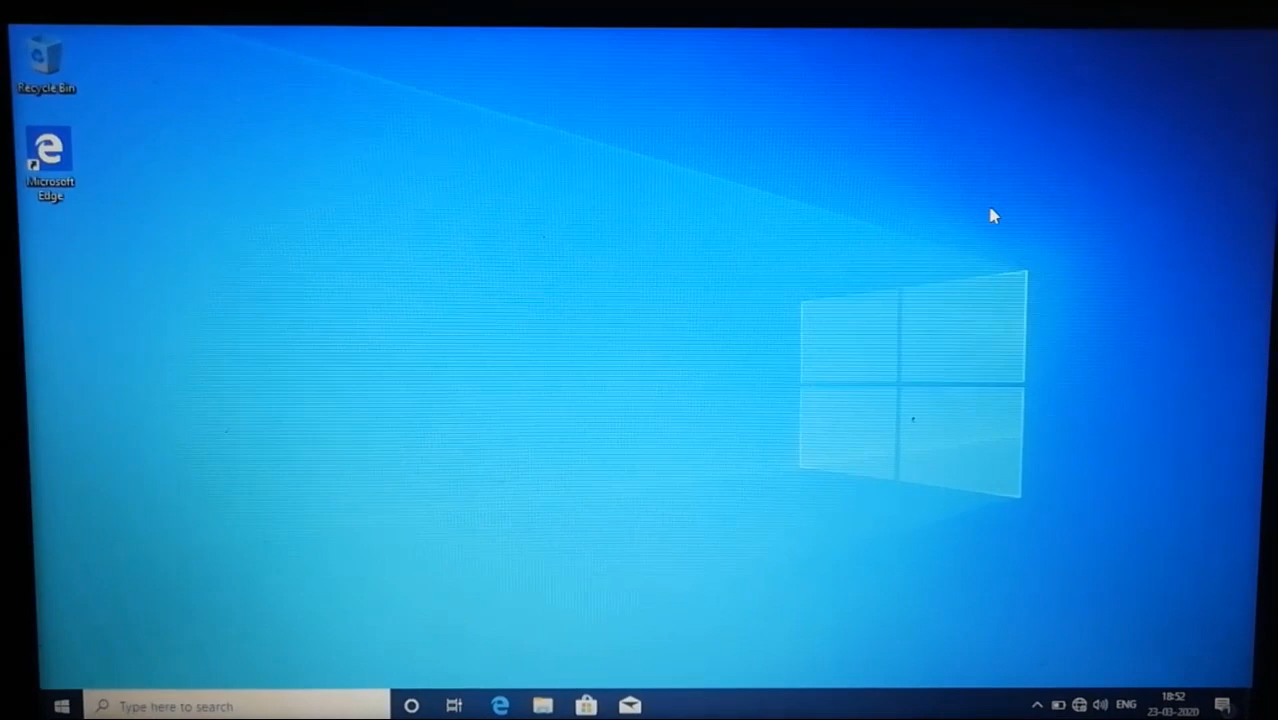 Recycle Bin
Microsoft
Edge
Type here to search
ENG
18:52
23-03-2020